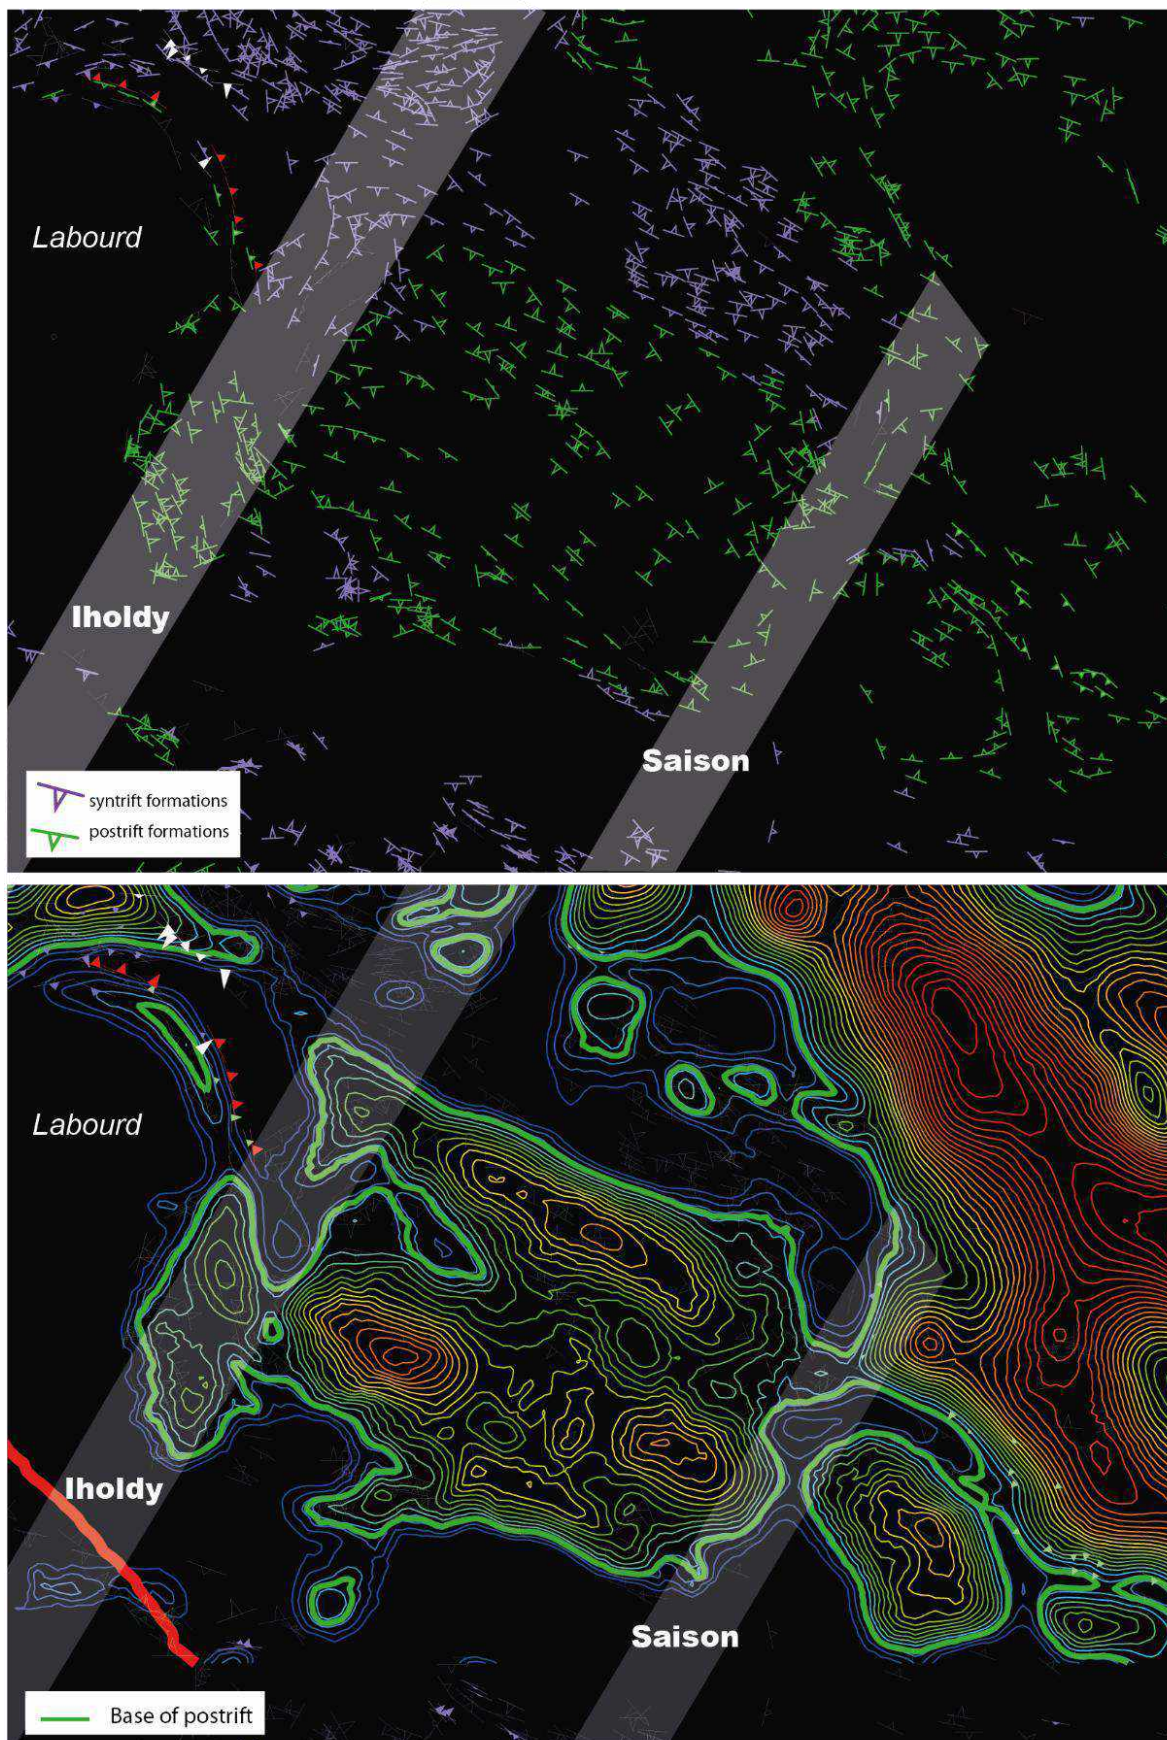 Labourd
Iholdy
Saison
syntrift formations
postrift formations
Labourd
Iholdy
Saison
Base of postrift